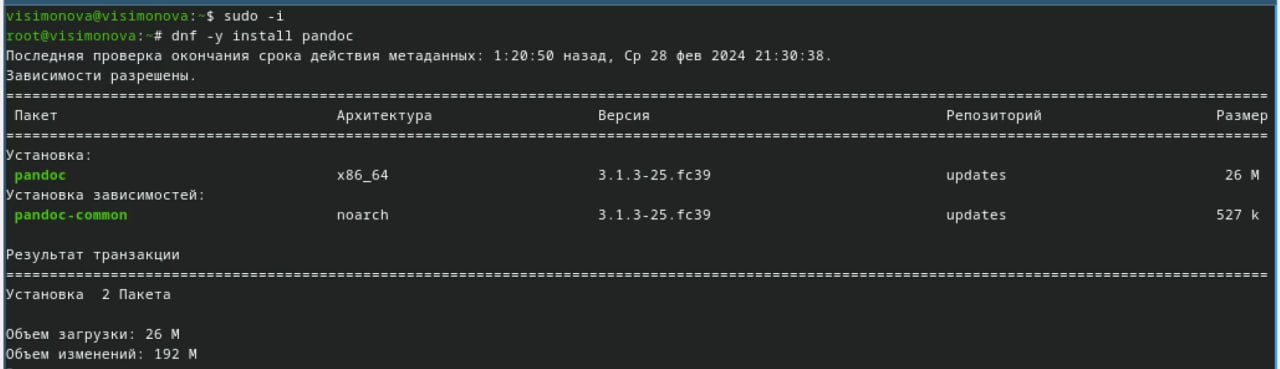 visimonova@visimonova:~$ sudo -i
root@visimonova:~# dnf -y install pandoc
Последняя проверка окончания срока действия метаданных: 1:20:50 назад, Ср 28 фев 2024 21:30:38.
Зависимости разрешены.
================================================================================
Пакет Архитектура Версия Репозиторий Размер
================================================================================
Установка:
pandoc x86_64 3.1.3-25.fc39 updates 26 M
Установка зависимостей:
pandoc-common noarch 3.1.3-25.fc39 updates 527 k
Результат транзакции
================================================================================
Установка  2 Пакета
Объем загрузки: 26 M
Объем изменений: 192 M